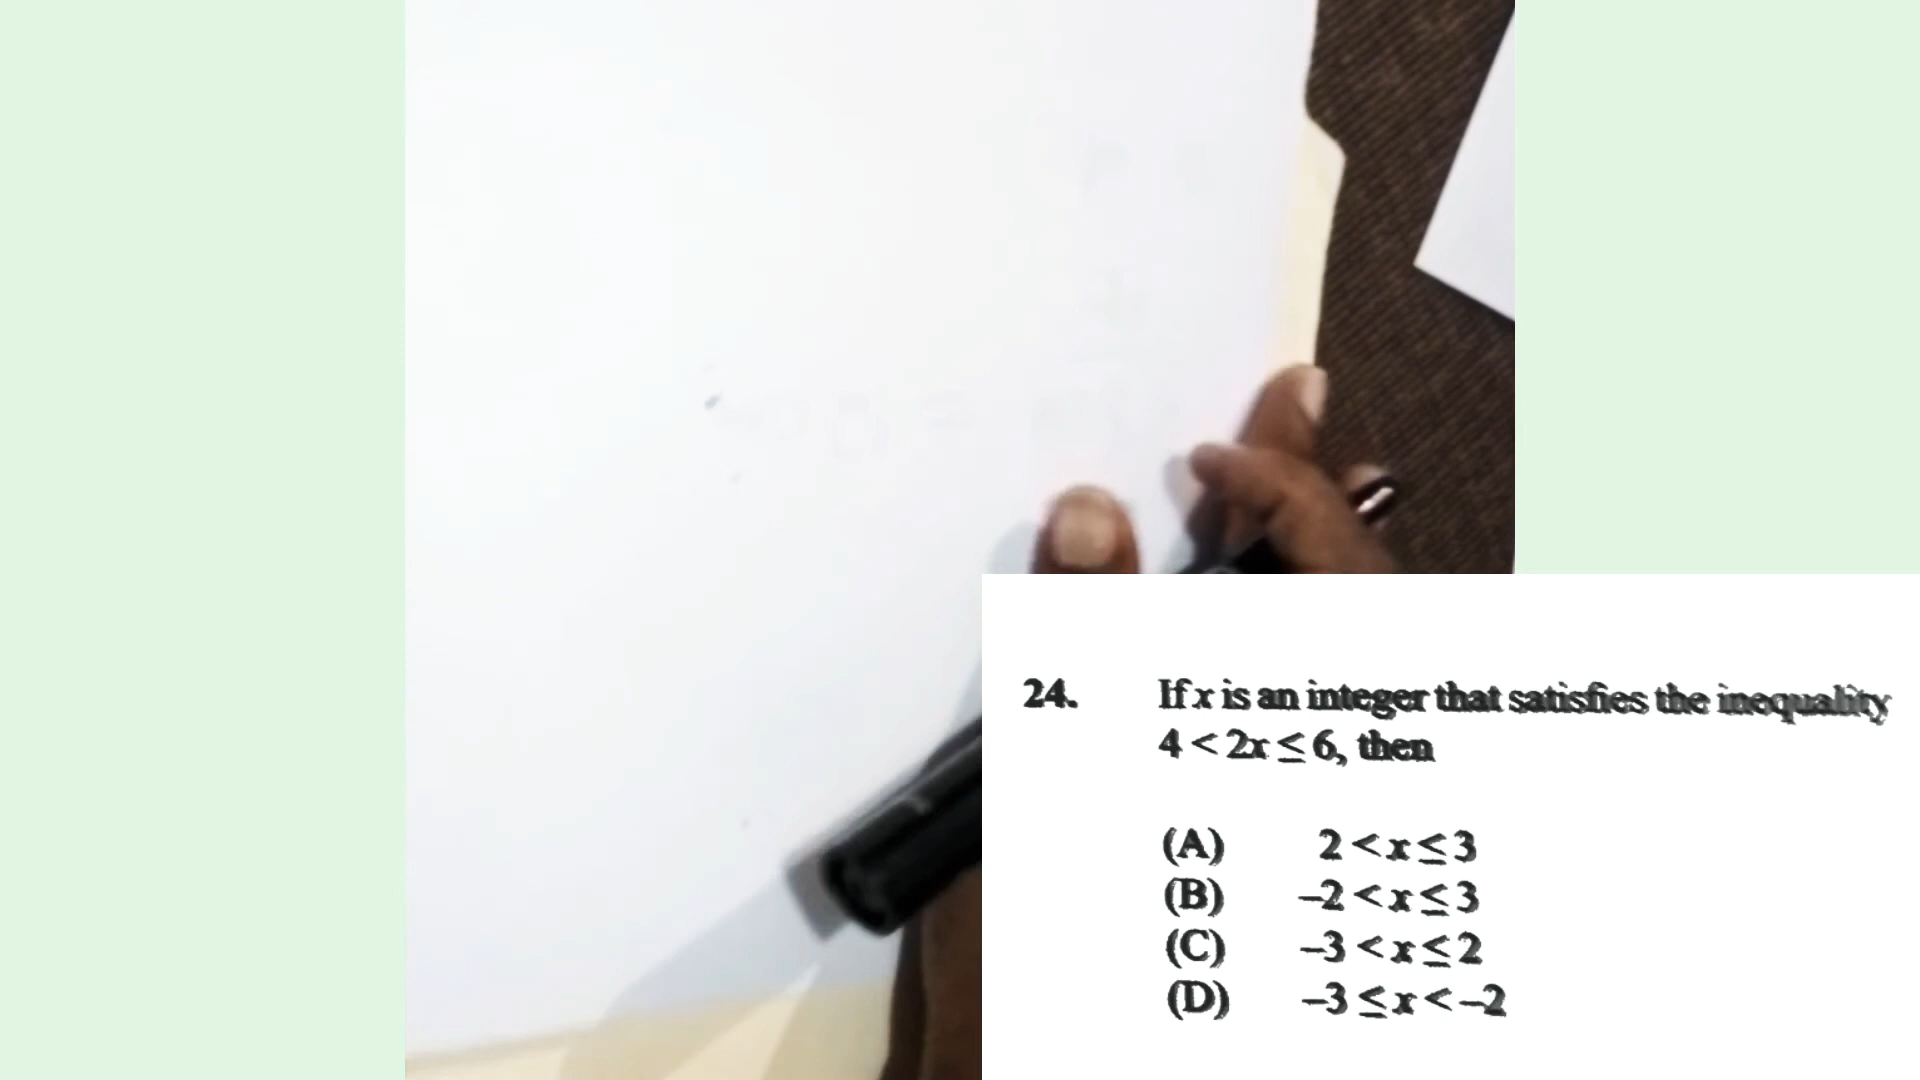 24. If x is an integer that satisfies the inequality
4 < 2x ≤ 6, then
(A) 2 < x ≤ 3
(B) –2 < x ≤ 3
(C) –3 < x ≤ 2
(D) –3 ≤ x < –2